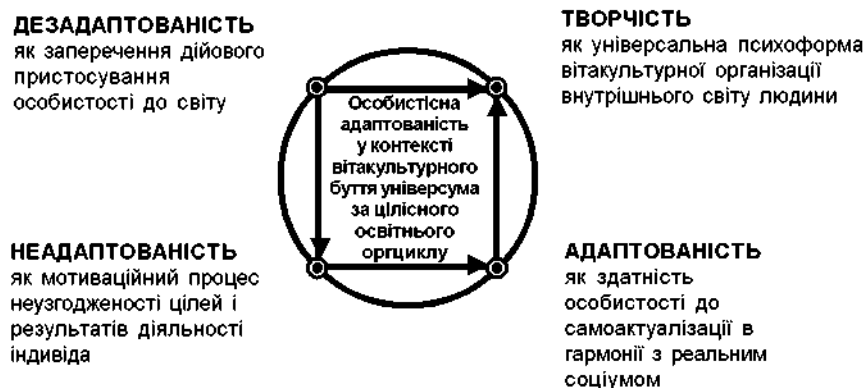 ДЕЗАДАПТОВАНІСТЬ
як заперечення дійового
пристосування
особистості до світу
ТВОРЧІСТЬ
як універсальна психоформа
вітакультурної організації
внутрішнього світу людини
Особистісна
адаптованість
у контексті
вітакультурного
буття універсума
за цілісного
освітнього
оргциклу
НЕАДАПТОВАНІСТЬ
як мотиваційний процес
неузгодженості цілей і
результатів діяльності
індивіда
АДАПТОВАНІСТЬ
як здатність
особистості до
самоактуалізації в
гармонії з реальним
соціумом